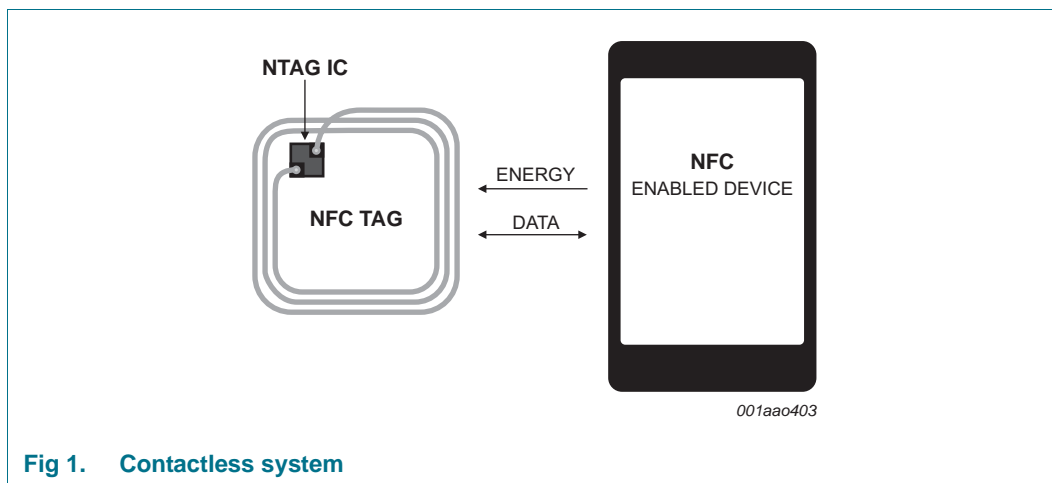 NTAG IC
NFC TAG
ENERGY
DATA
NFC
ENABLED DEVICE
001aao403
Fig 1. Contactless system